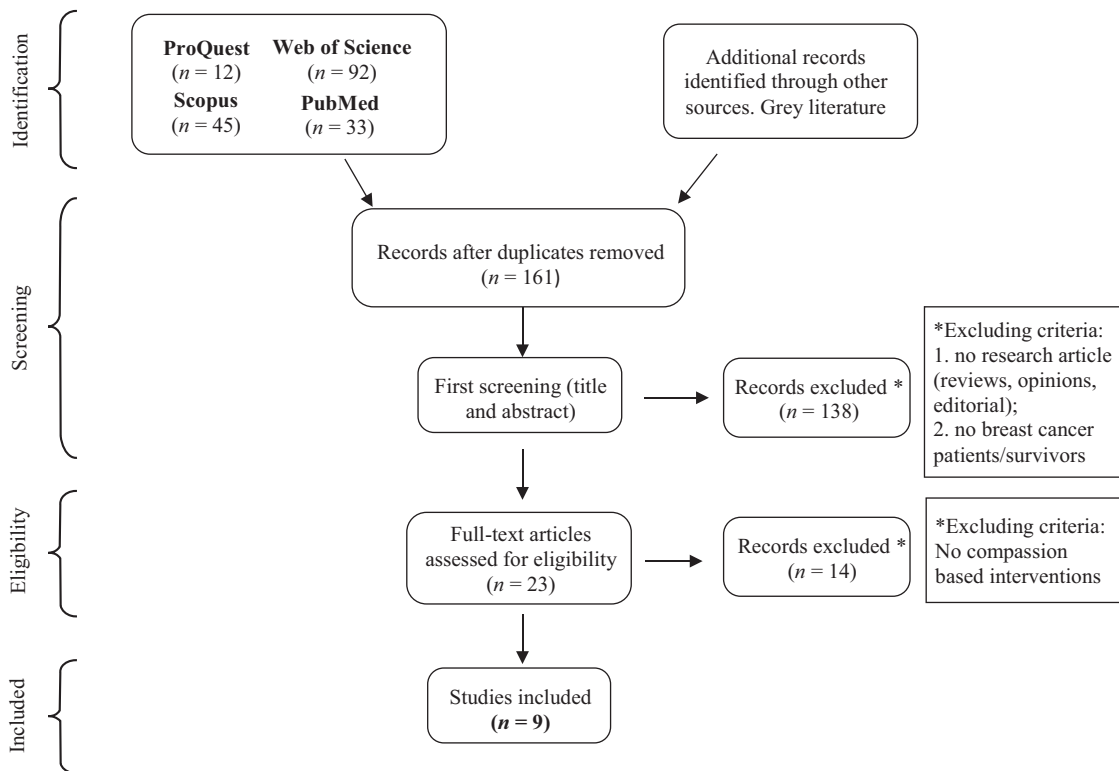 Identification
ProQuest
(n = 12)
Web of Science
(n = 92)
Scopus
(n = 45)
PubMed
(n = 33)
Additional records
identified through other
sources. Grey literature
Screening
Records after duplicates removed
(n = 161)
First screening (title
and abstract)
Records excluded *
(n = 138)
*Excluding criteria:
1. no research article
(reviews, opinions,
editorial);
2. no breast cancer
patients/survivors
Eligibility
Full-text articles
assessed for eligibility
(n = 23)
Records excluded *
(n = 14)
*Excluding criteria:
No compassion
based interventions
Included
Studies included
(n = 9)